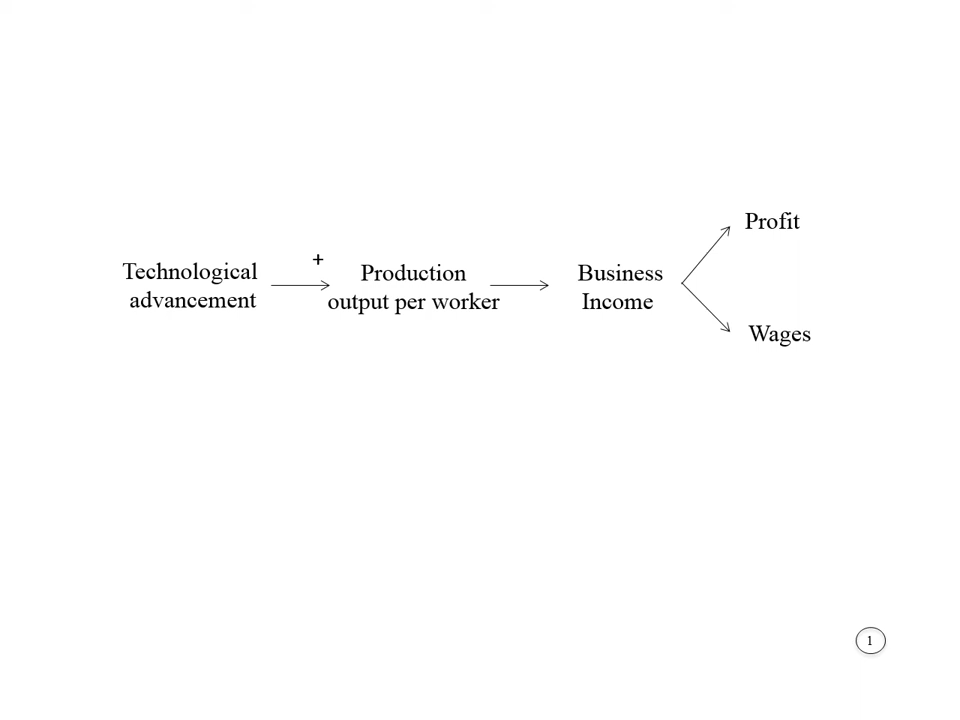 Technological
advancement
+
Production
output per worker
Business
Income
Profit
Wages
1